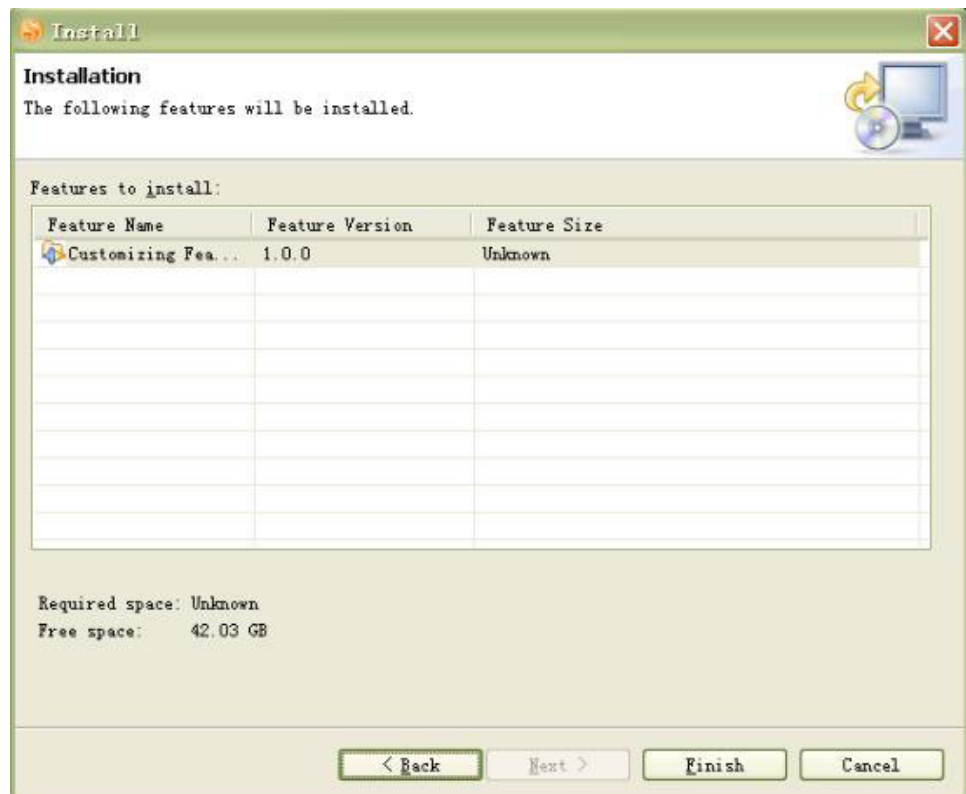 Install
Installation
The following features will be installed.
Features to install:
Feature Name Feature Version Feature Size
Customizing Fea... 1.0.0 Unknown
Required space: Unknown
Free space: 42.03 GB
< Back Next > Finish Cancel